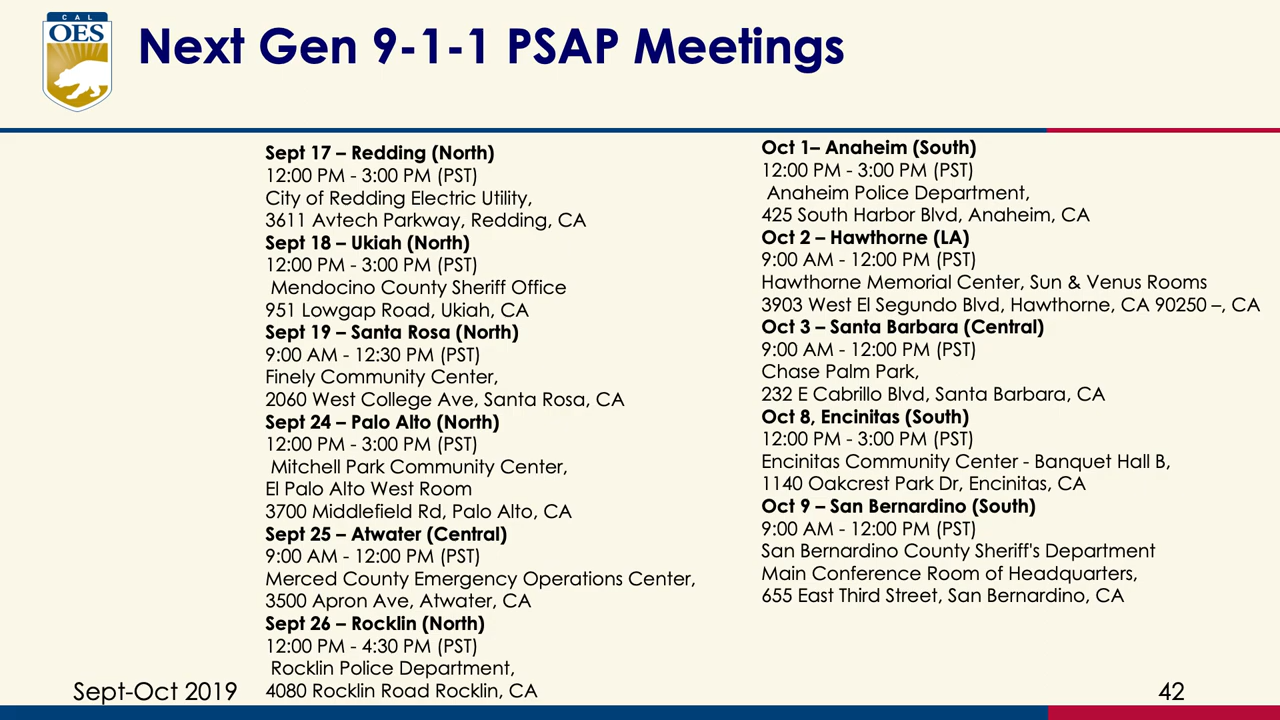 CAL
OES
Next Gen 9-1-1 PSAP Meetings
Sept 17 – Redding (North)
12:00 PM - 3:00 PM (PST)
City of Redding Electric Utility,
3611 Avtech Parkway, Redding, CA
Sept 18 – Ukiah (North)
12:00 PM - 3:00 PM (PST)
Mendocino County Sheriff Office
951 Lowgap Road, Ukiah, CA
Sept 19 – Santa Rosa (North)
9:00 AM - 12:30 PM (PST)
Finely Community Center,
2060 West College Ave, Santa Rosa, CA
Sept 24 – Palo Alto (North)
12:00 PM - 3:00 PM (PST)
Mitchell Park Community Center,
El Palo Alto West Room
3700 Middlefield Rd, Palo Alto, CA
Sept 25 – Atwater (Central)
9:00 AM - 12:00 PM (PST)
Merced County Emergency Operations Center,
3500 Apron Ave, Atwater, CA
Sept 26 – Rocklin (North)
12:00 PM - 4:30 PM (PST)
Rocklin Police Department,
4080 Rocklin Road Rocklin, CA
Oct 1– Anaheim (South)
12:00 PM - 3:00 PM (PST)
Anaheim Police Department,
425 South Harbor Blvd, Anaheim, CA
Oct 2 – Hawthorne (LA)
9:00 AM - 12:00 PM (PST)
Hawthorne Memorial Center, Sun & Venus Rooms
3903 West El Segundo Blvd, Hawthorne, CA 90250 –, CA
Oct 3 – Santa Barbara (Central)
9:00 AM - 12:00 PM (PST)
Chase Palm Park,
232 E Cabrillo Blvd, Santa Barbara, CA
Oct 8, Encinitas (South)
12:00 PM - 3:00 PM (PST)
Encinitas Community Center - Banquet Hall B,
1140 Oakcrest Park Dr, Encinitas, CA
Oct 9 – San Bernardino (South)
9:00 AM - 12:00 PM (PST)
San Bernardino County Sheriff's Department
Main Conference Room of Headquarters,
655 East Third Street, San Bernardino, CA
Sept-Oct 2019
42